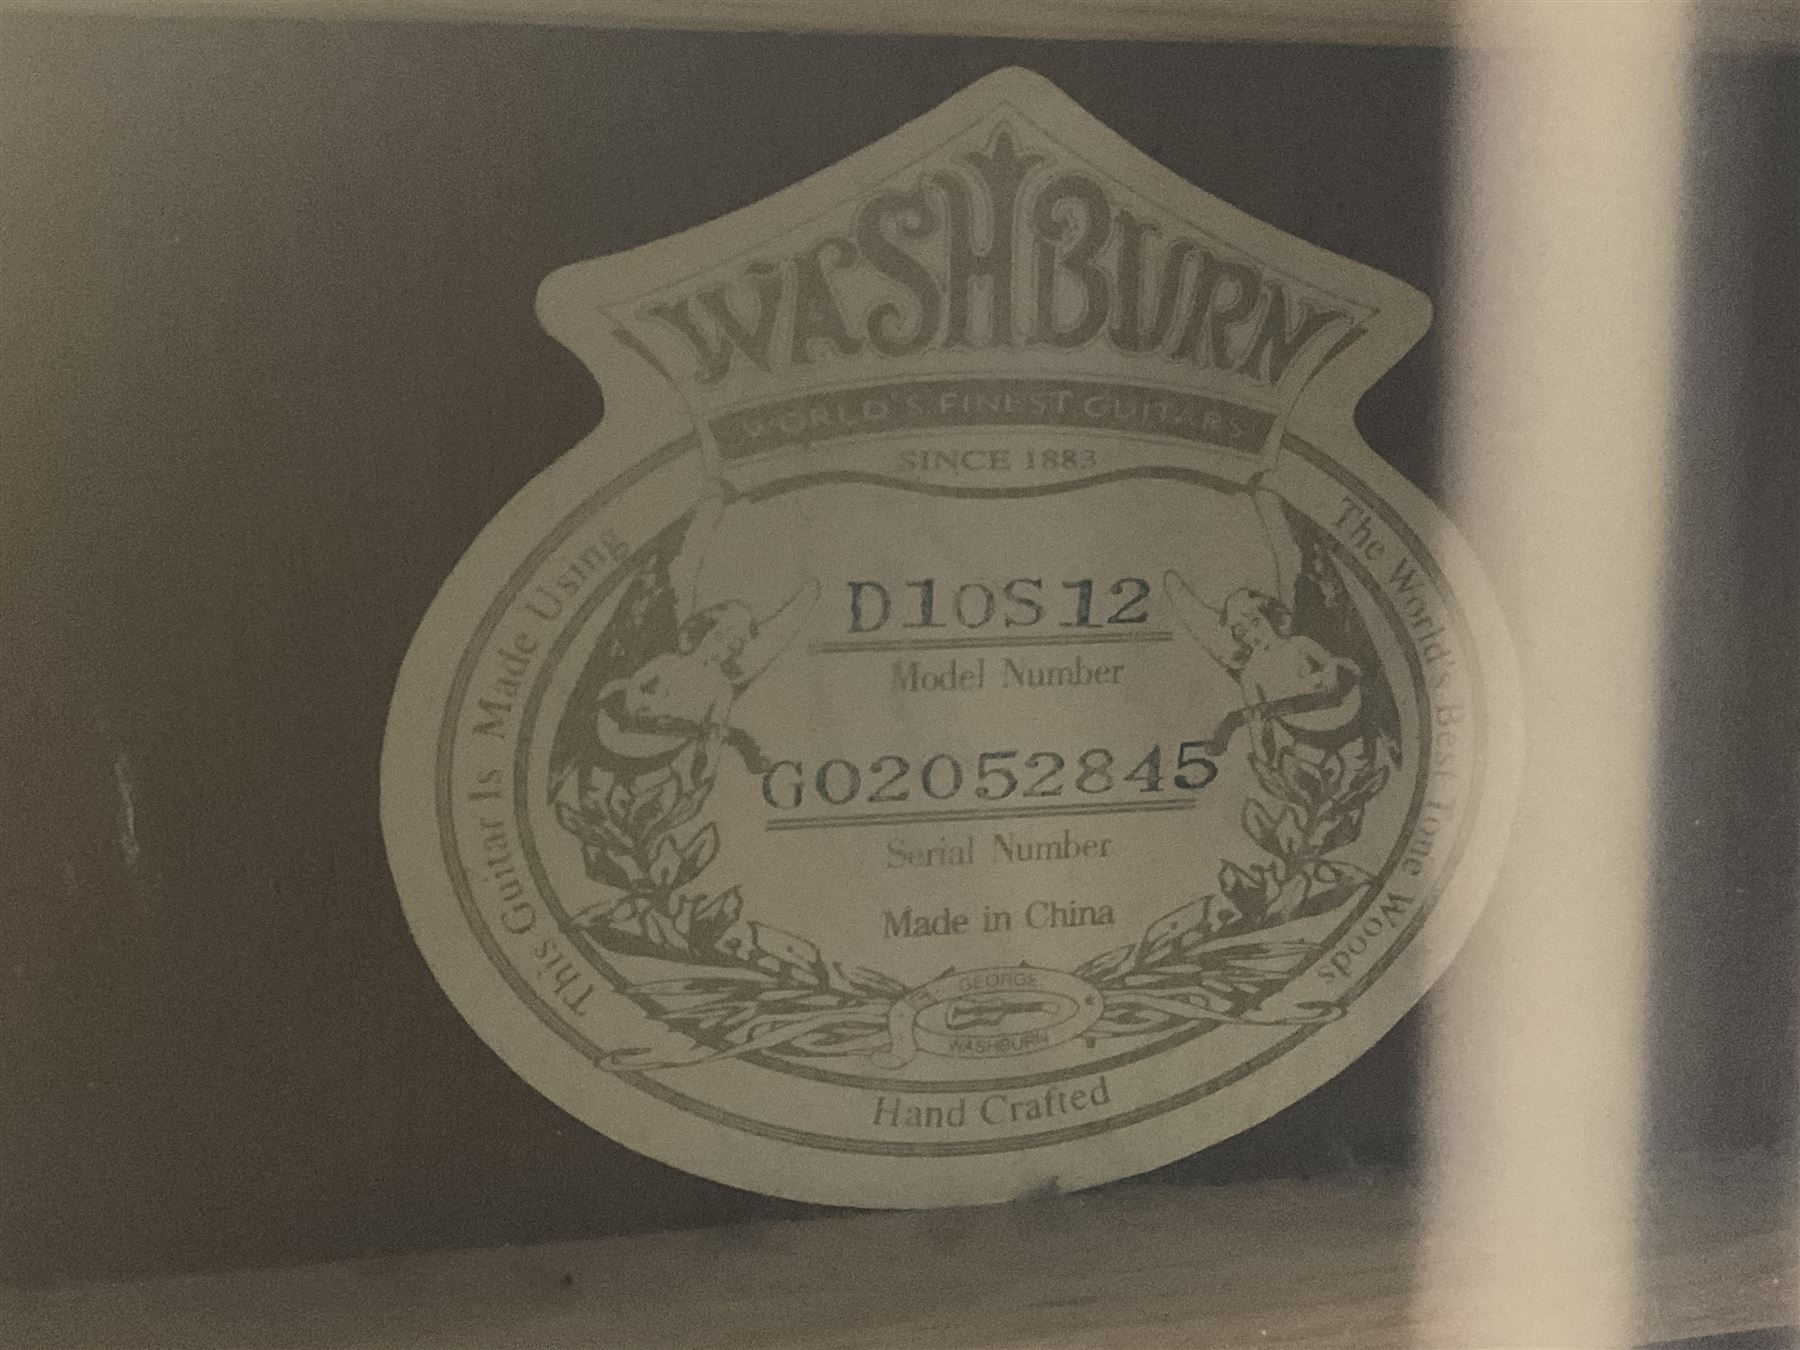 WASHBURN
WORLD'S FINEST GUITARS
SINCE 1883
This Guitar Is Made Using
The World's Best Tone Woods
D10S12
Model Number
G02052845
Serial Number
Made in China
GEORGE
WASHBURN
Hand Crafted